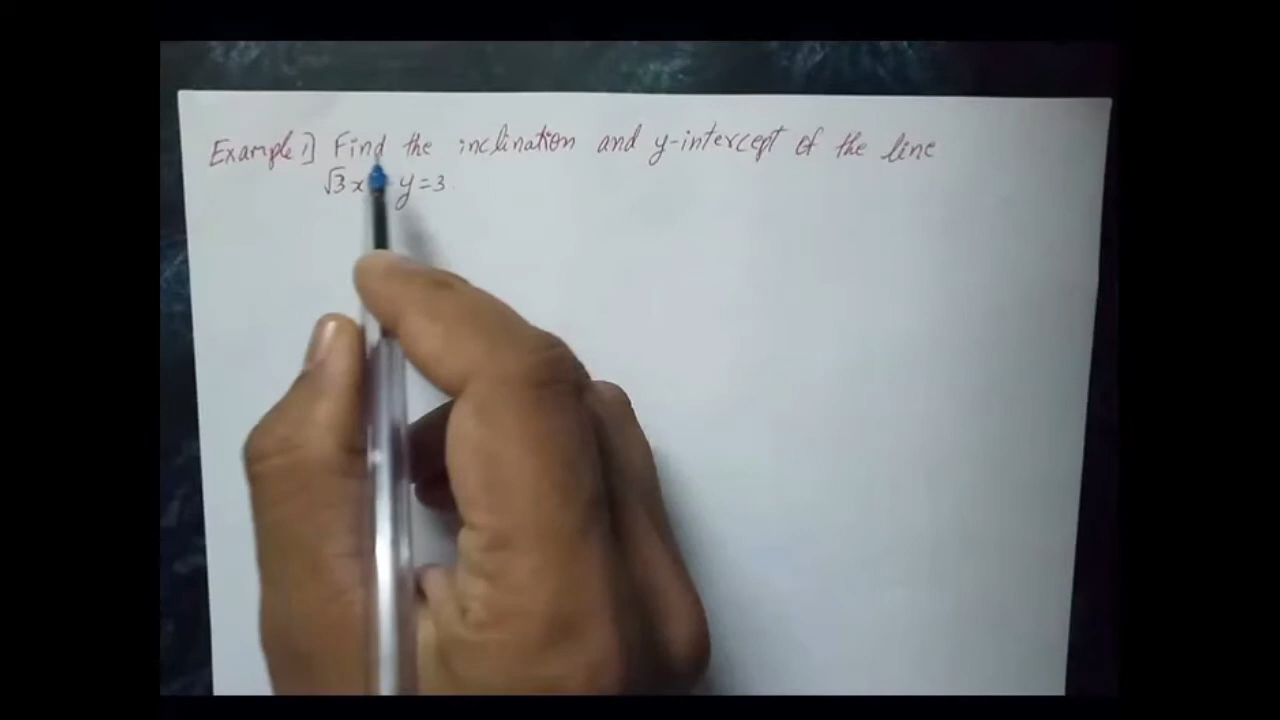 Example 1] Find the inclination and y-intercept of the line
√3x y = 3